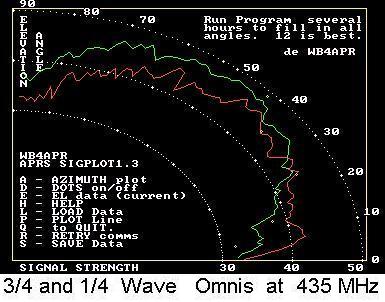 90
80
70
Run Program several
hours to fill in all
angles. 12 is best.
de WB4APR
ELEVATION
ANGLE
50
40
30
20
10
WB4APR
APRS SIGPLOT1.3
A - AZIMUTH plot
D - DOTS on/off
E - EL data (current)
H - HELP
L - LOAD Data
P - PLOT Line
Q - to QUIT.
R - RETRY comms
S - SAVE Data
0
SIGNAL STRENGTH
30
40
50
3/4 and 1/4 Wave Omnis at 435 MHz